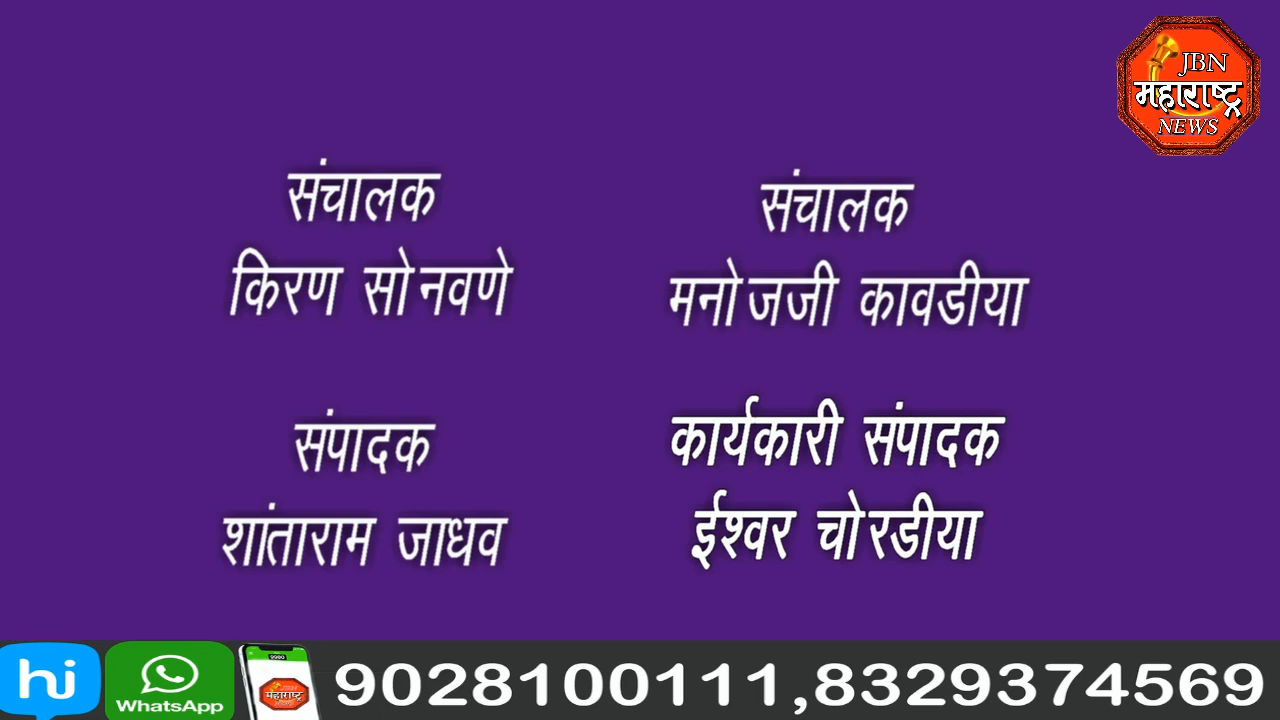 JBN
महाराष्ट्र
NEWS
संचालक
किरण सोनवणे
संचालक
मनोजजी कावडीया
संपादक
शांताराम जाधव
कार्यकारी संपादक
ईश्वर चोरडीया
hi
WhatsApp
महाराष्ट्र
9028100111,8329374569